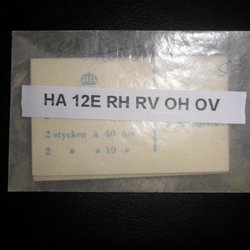 HA 12E RH RV OH OV
2 stycken à 40 öre
2 » » 10 »